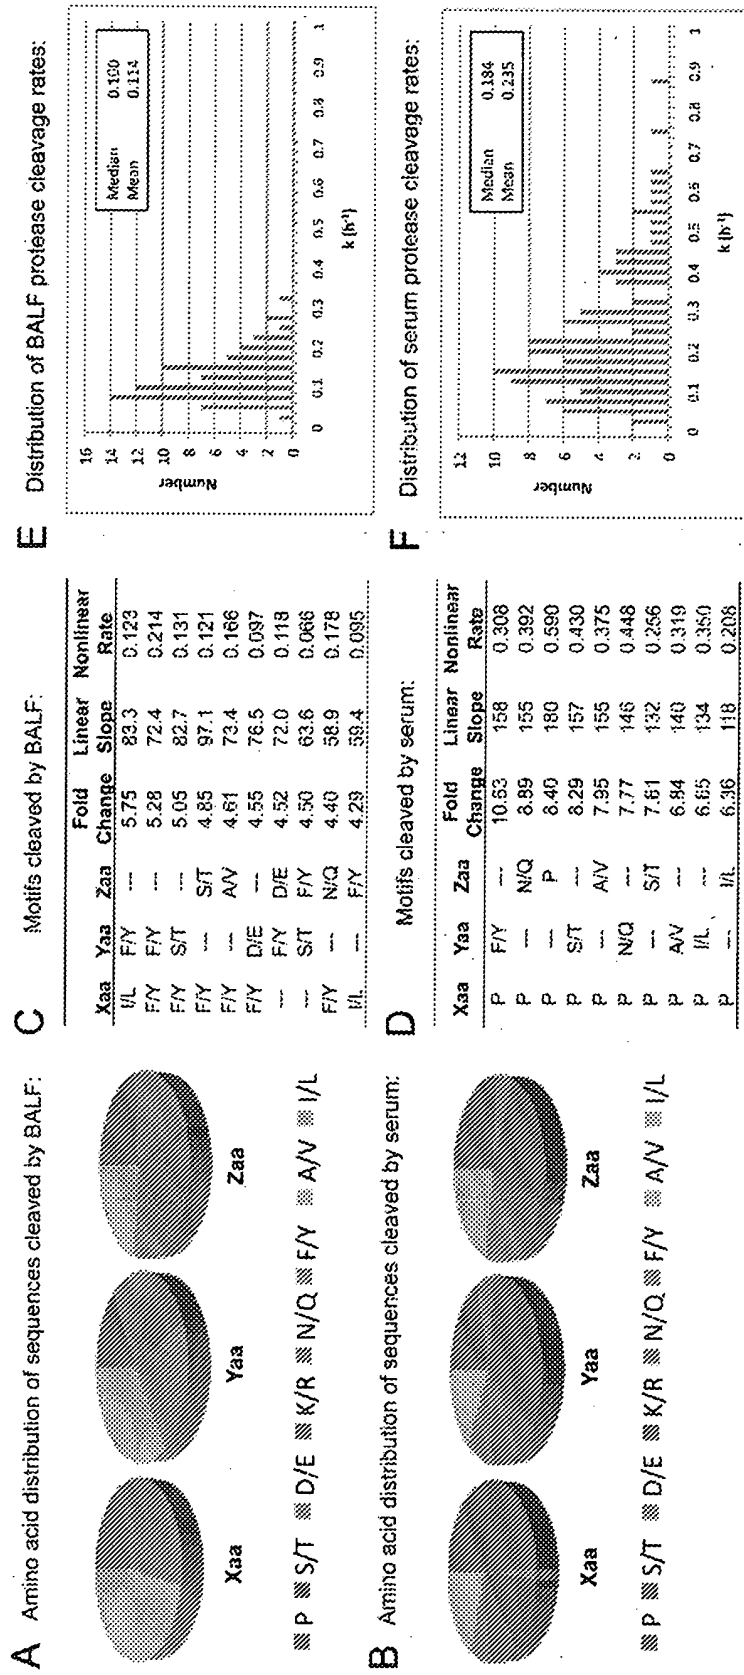 A Amino acid distribution of sequences cleaved by BALF:
Xaa Yaa Zaa
P S/T D/E K/R N/Q F/Y A/V I/L
B Amino acid distribution of sequences cleaved by serum:
Xaa Yaa Zaa
P S/T D/E K/R N/Q F/Y A/V I/L
C Motifs cleaved by BALF:
Fold Linear Nonlinear
Xaa Yaa Zaa Change Slope Rate
I/L F/Y --- 5.75 83.3 0.123
F/Y F/Y --- 5.28 72.4 0.214
F/Y S/T --- 5.05 82.7 0.131
F/Y --- S/T 4.85 97.1 0.121
F/Y --- A/V 4.61 73.4 0.166
F/Y D/E --- 4.55 76.5 0.097
--- F/Y D/E 4.52 72.0 0.118
--- S/T F/Y 4.50 63.6 0.066
F/Y --- N/Q 4.40 58.9 0.178
I/L --- F/Y 4.29 59.4 0.095
D Motifs cleaved by serum:
Fold Linear Nonlinear
Xaa Yaa Zaa Change Slope Rate
P F/Y --- 10.63 158 0.308
P --- N/Q 8.89 155 0.392
P --- P 8.40 180 0.590
P S/T --- 8.29 157 0.430
P --- A/V 7.95 155 0.375
P N/Q --- 7.77 146 0.448
P --- S/T 7.61 132 0.256
P A/V --- 6.84 140 0.319
P I/L --- 6.65 134 0.350
P --- I/L 6.36 118 0.208
E Distribution of BALF protease cleavage rates:
16
14
12
10
8
6
4
2
0
Number
Median 0.100
Mean 0.114
0 0.1 0.2 0.3 0.4 0.5 0.6 0.7 0.8 0.9 1
k (h⁻¹)
F Distribution of serum protease cleavage rates:
12
10
8
6
4
2
0
Number
Median 0.184
Mean 0.235
0 0.1 0.2 0.3 0.4 0.5 0.6 0.7 0.8 0.9 1
k (h⁻¹)